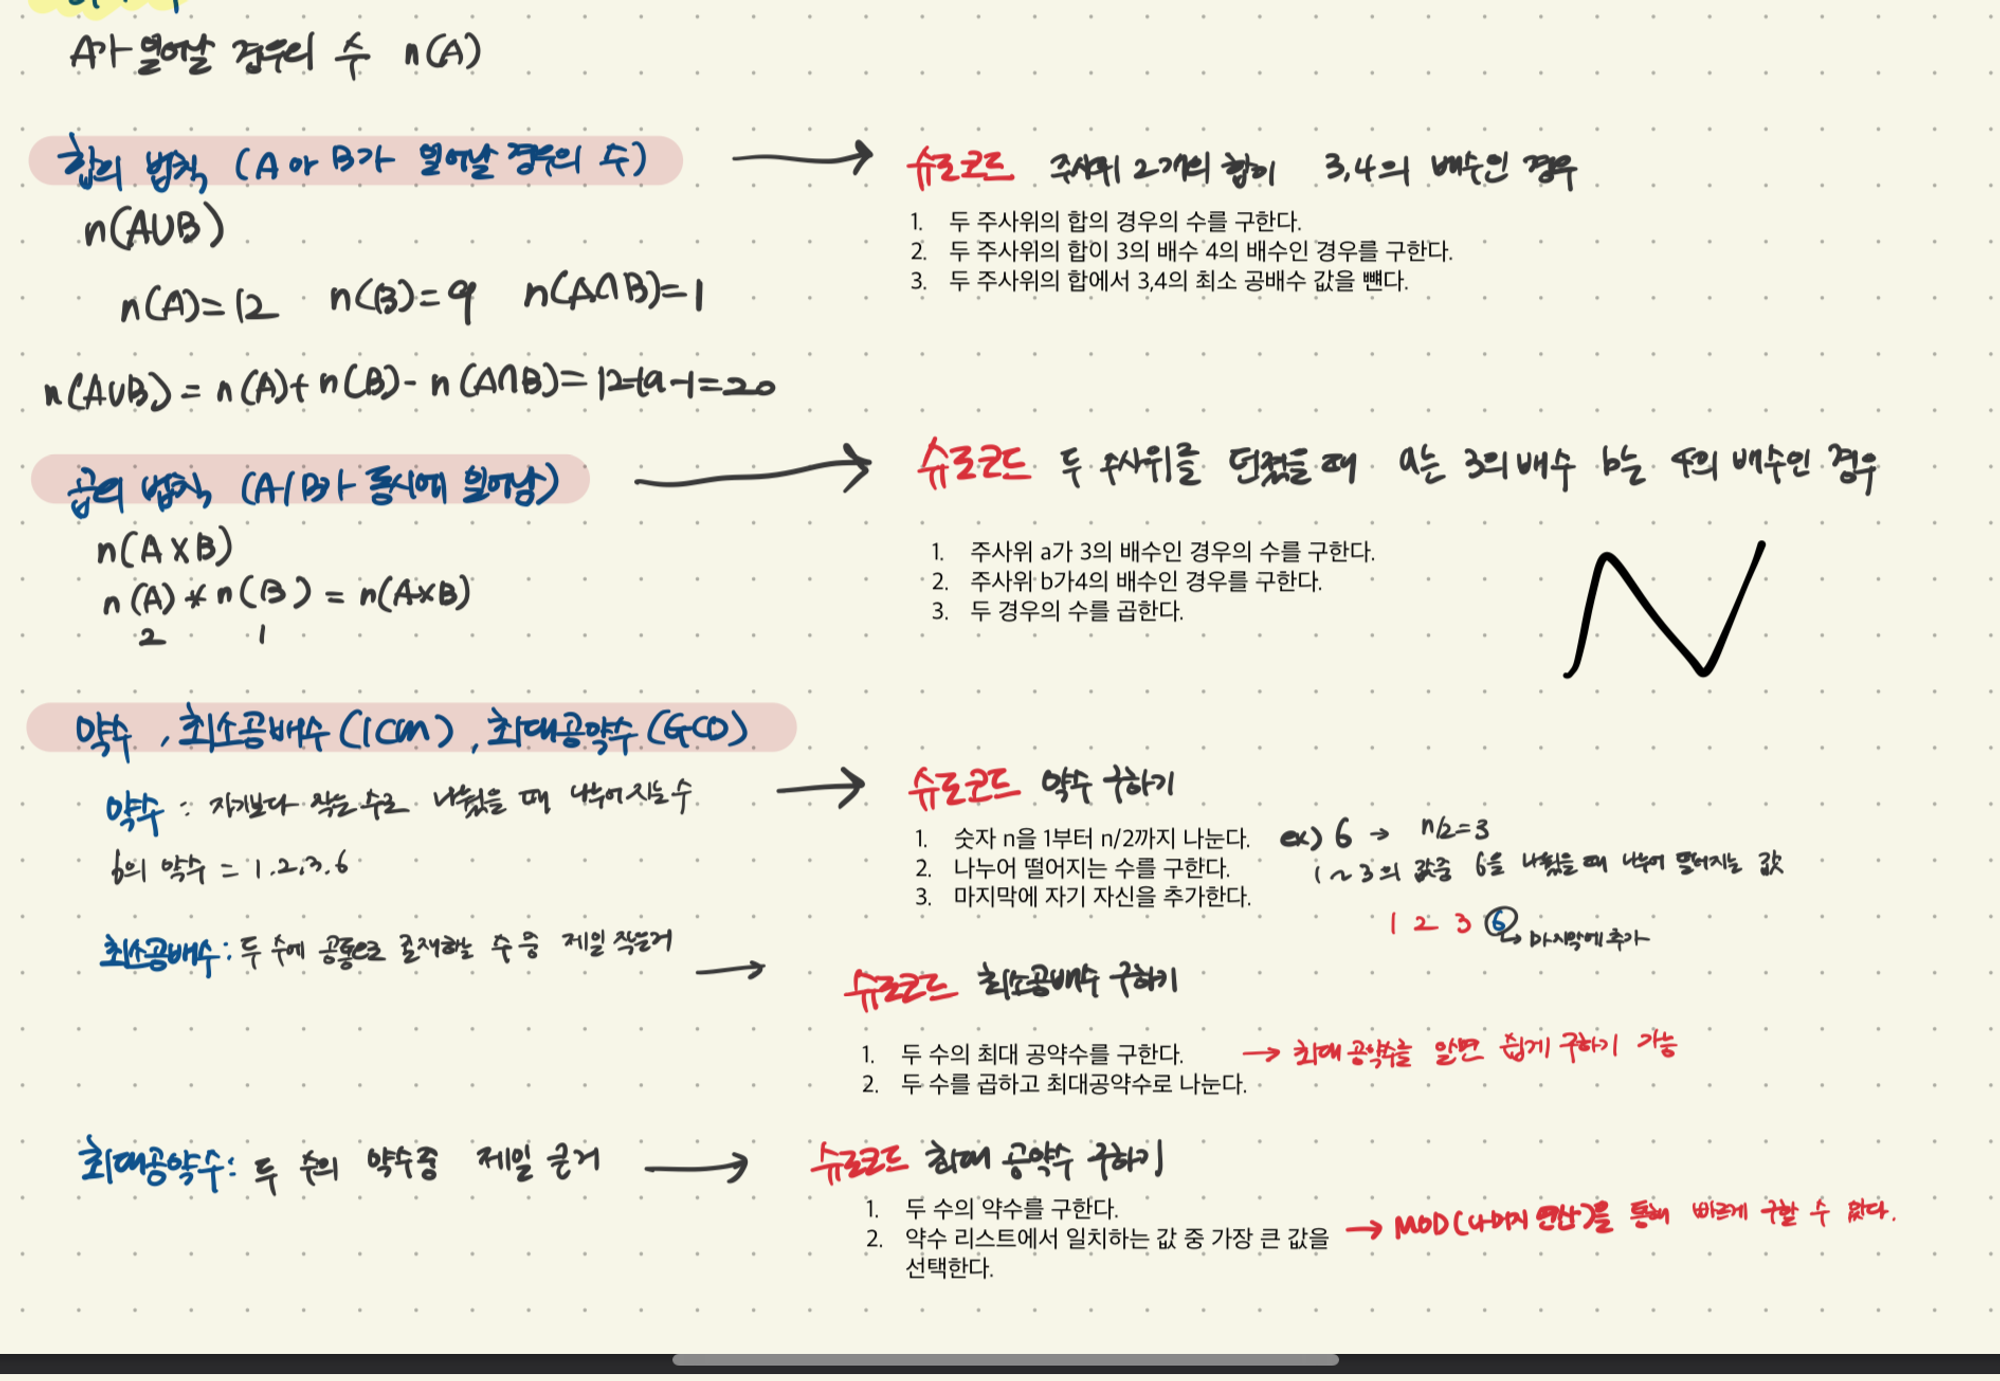 A가 일어날 경우의 수 n(A)
합의 법칙 (A or B가 일어날 경우의 수)
n(A∪B)
n(A)=12 n(B)=9 n(A∩B)=1
n(A∪B) = n(A)+n(B)-n(A∩B)=12+9-1=20
슈로코드 주사위 2개의 합이 3,4의 배수인 경우
1. 두 주사위의 합의 경우의 수를 구한다.
2. 두 주사위의 합이 3의 배수 4의 배수인 경우를 구한다.
3. 두 주사위의 합에서 3,4의 최소 공배수 값을 뺀다.
곱의 법칙 (A/B가 동시에 일어남)
n(A×B)
n(A)*n(B) = n(A×B)
2 1
슈로코드 두 주사위를 던졌을 때 a는 3의 배수 b는 4의 배수인 경우
1. 주사위 a가 3의 배수인 경우의 수를 구한다.
2. 주사위 b가4의 배수인 경우를 구한다.
3. 두 경우의 수를 곱한다.
N
약수, 최소공배수(lcm), 최대공약수(GCD)
약수 : 자기보다 작은 수로 나눴을 때 나누어지는 수
6의 약수 = 1.2.3.6
슈로코드 약수 구하기
1. 숫자 n을 1부터 n/2까지 나눈다.
2. 나누어 떨어지는 수를 구한다.
3. 마지막에 자기 자신을 추가한다.
ex) 6 → n/2=3
1~3의 값중 6을 나눴을 때 나누어 떨어지는 값
1 2 3 6
↳ 마지막에 추가
최소공배수: 두 수에 공통으로 존재하는 수 중 제일 작은거
슈로코드 최소공배수 구하기
1. 두 수의 최대 공약수를 구한다.
→ 최대 공약수를 알면 쉽게 구하기 가능
2. 두 수를 곱하고 최대공약수로 나눈다.
최대공약수: 두 수의 약수중 제일 큰거
슈로코드 최대 공약수 구하기
1. 두 수의 약수를 구한다.
2. 약수 리스트에서 일치하는 값 중 가장 큰 값을
선택한다.
→ MOD(나머지 연산)을 통해 빠르게 구할 수 있다.